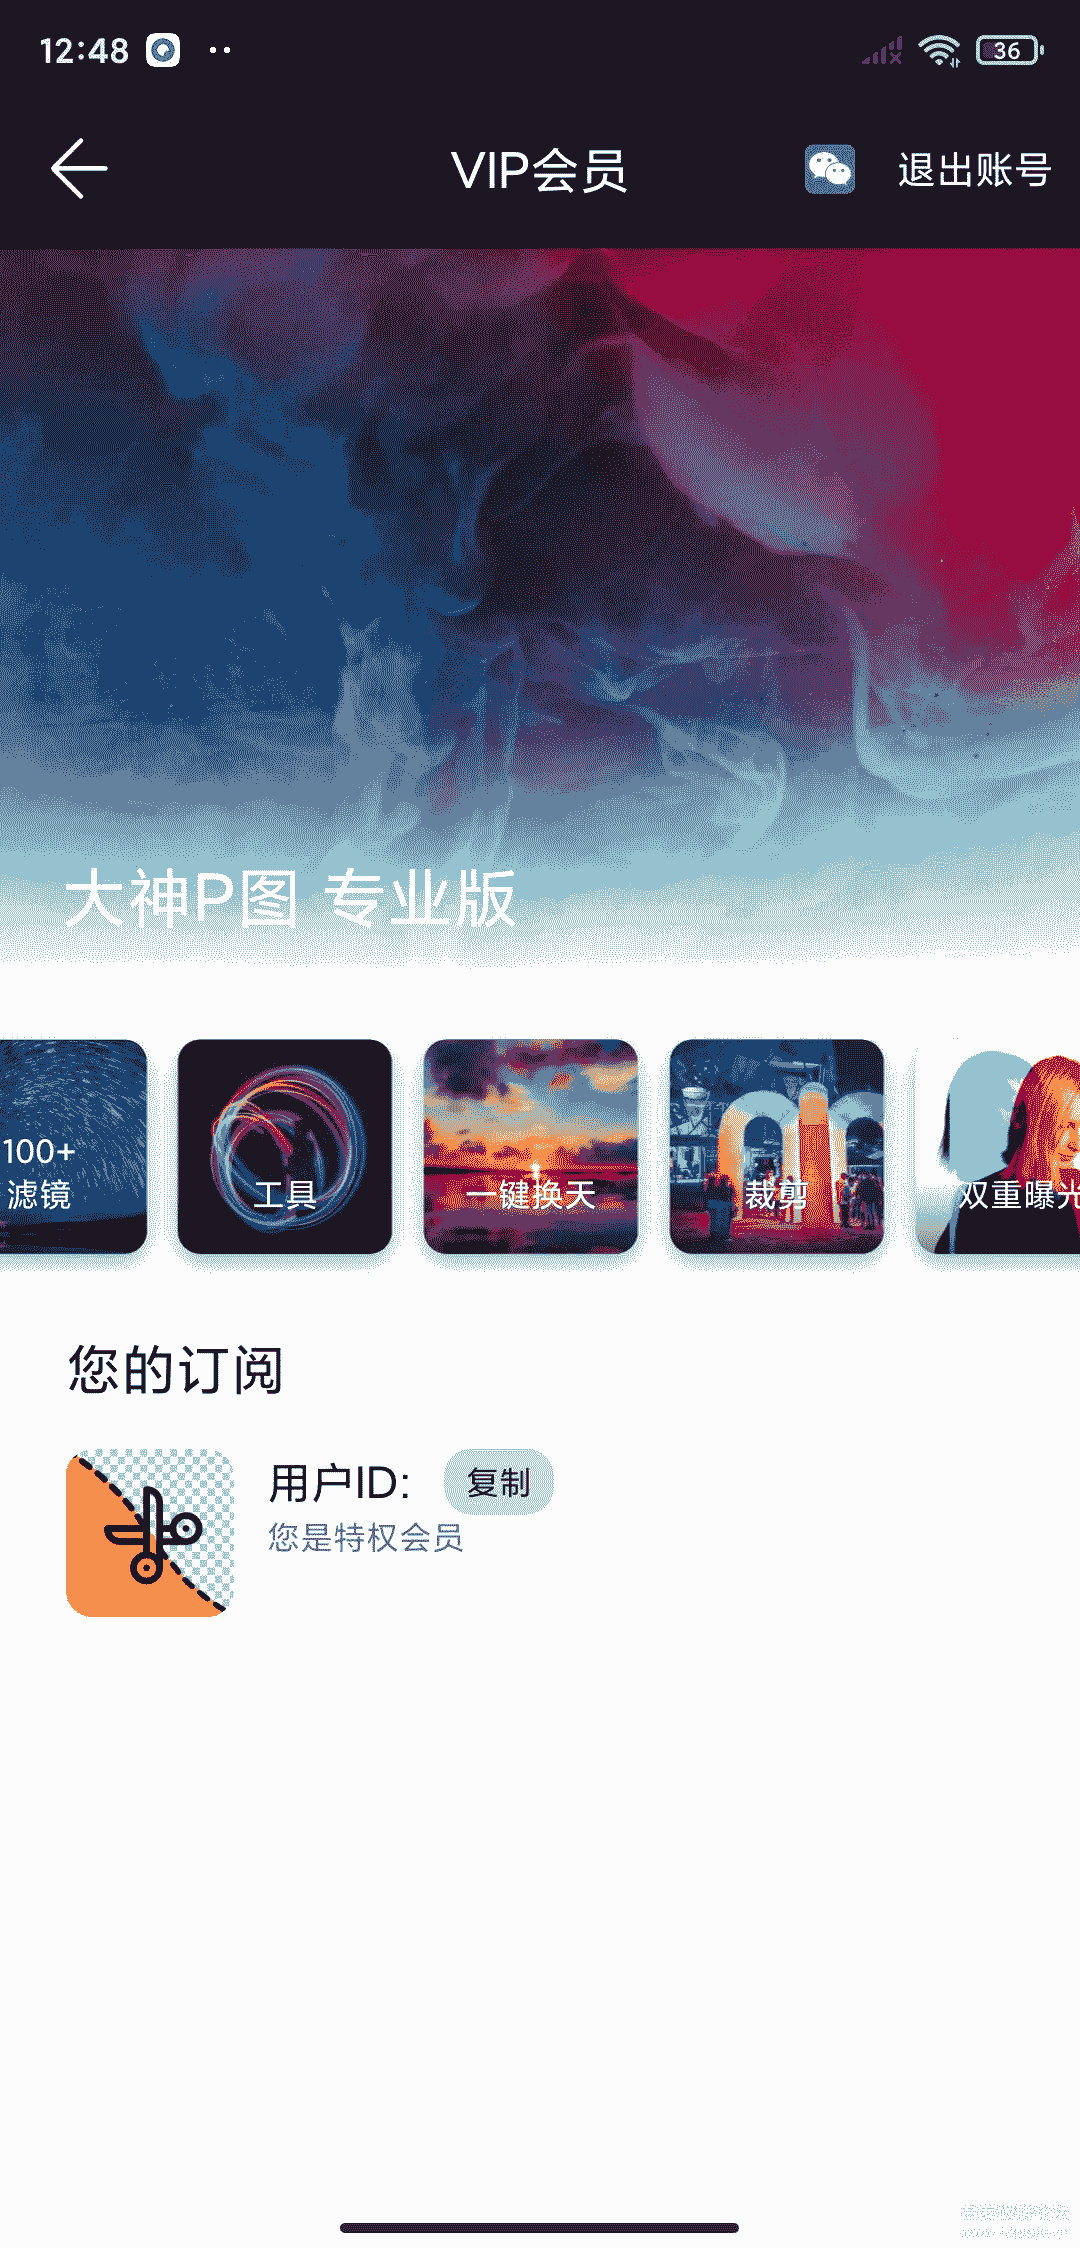 12:48
36
VIP会员
退出账号
大神P图 专业版
100+
滤镜
工具
一键换天
裁剪
双重曝光
您的订阅
用户ID:
复制
您是特权会员